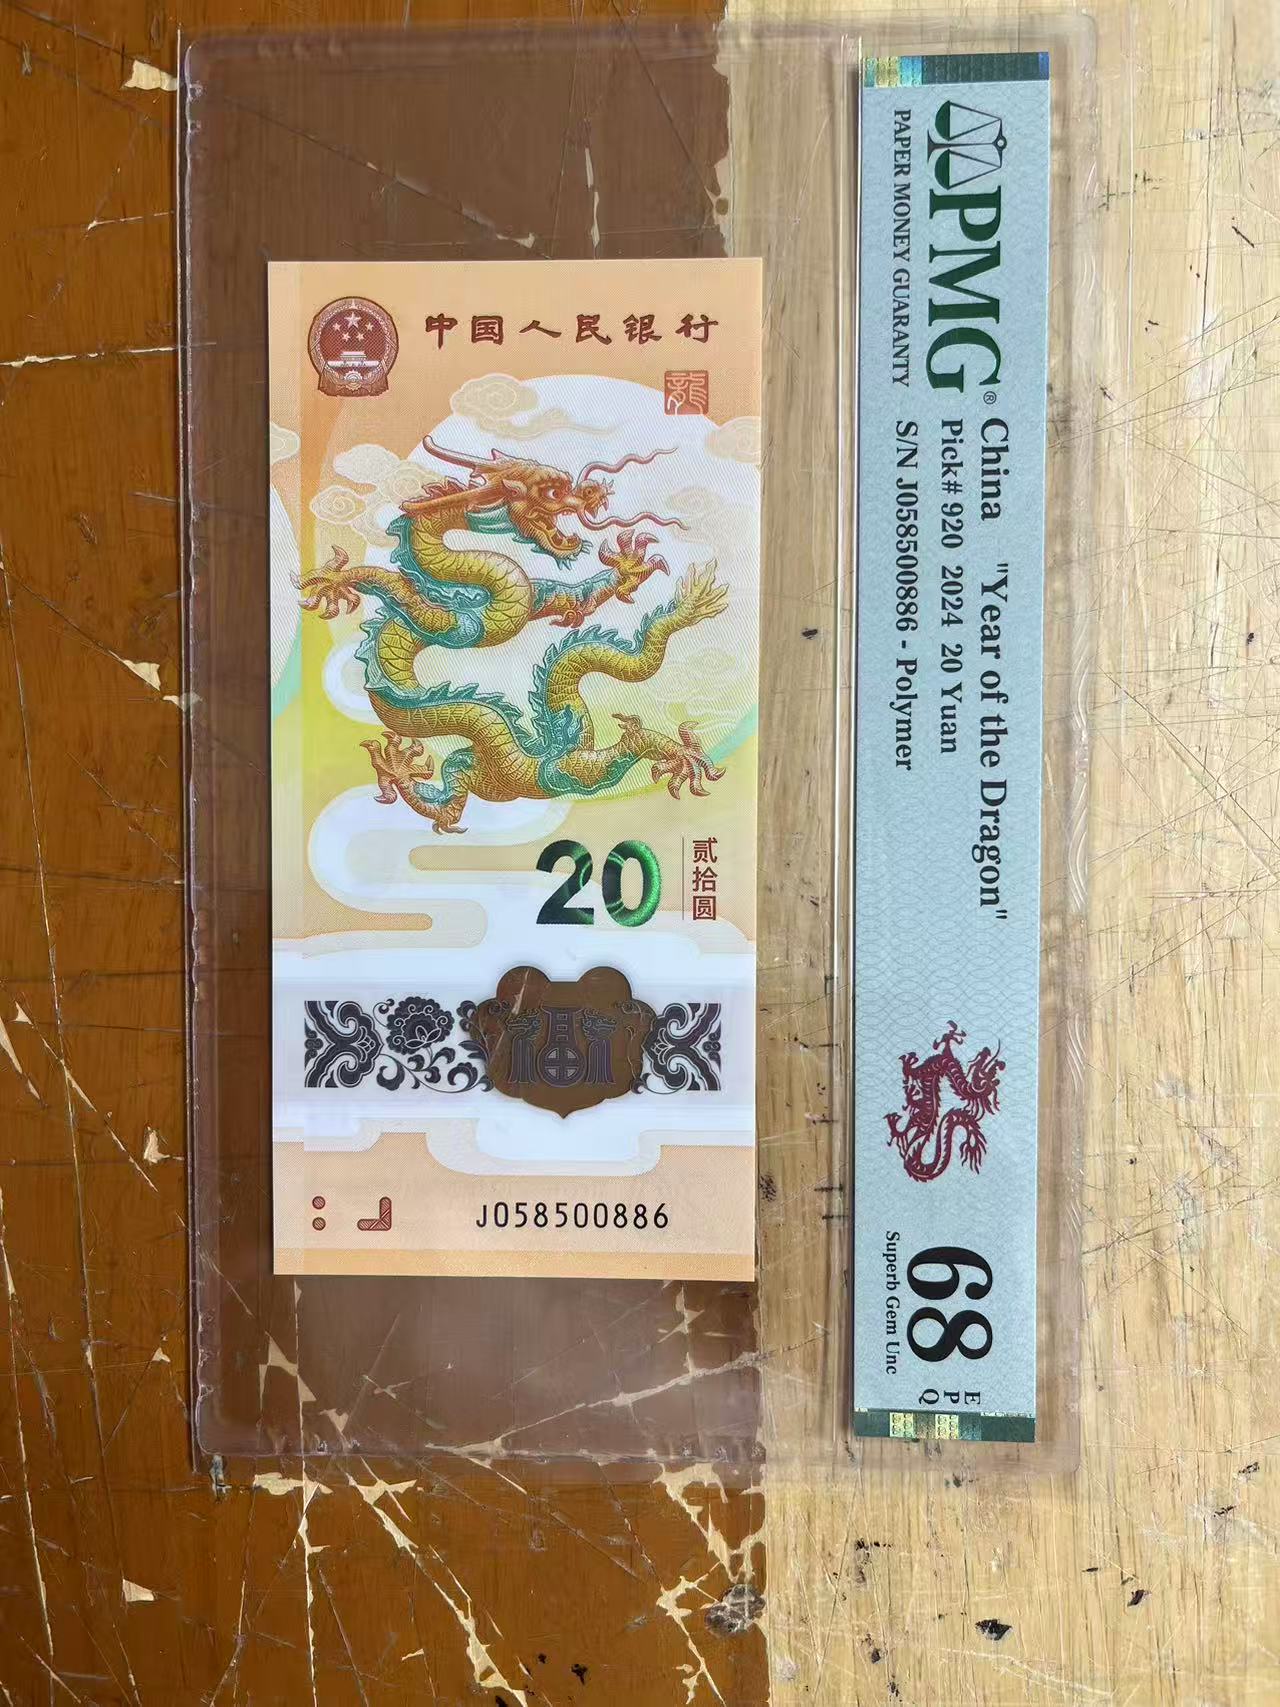 中国人民银行
龍
20
贰拾圆
福
J058500886
PMG®
PAPER MONEY GUARANTY
China "Year of the Dragon"
Pick# 920 2024 20 Yuan
S/N J058500886 - Polymer
68
EPQ
Superb Gem Unc